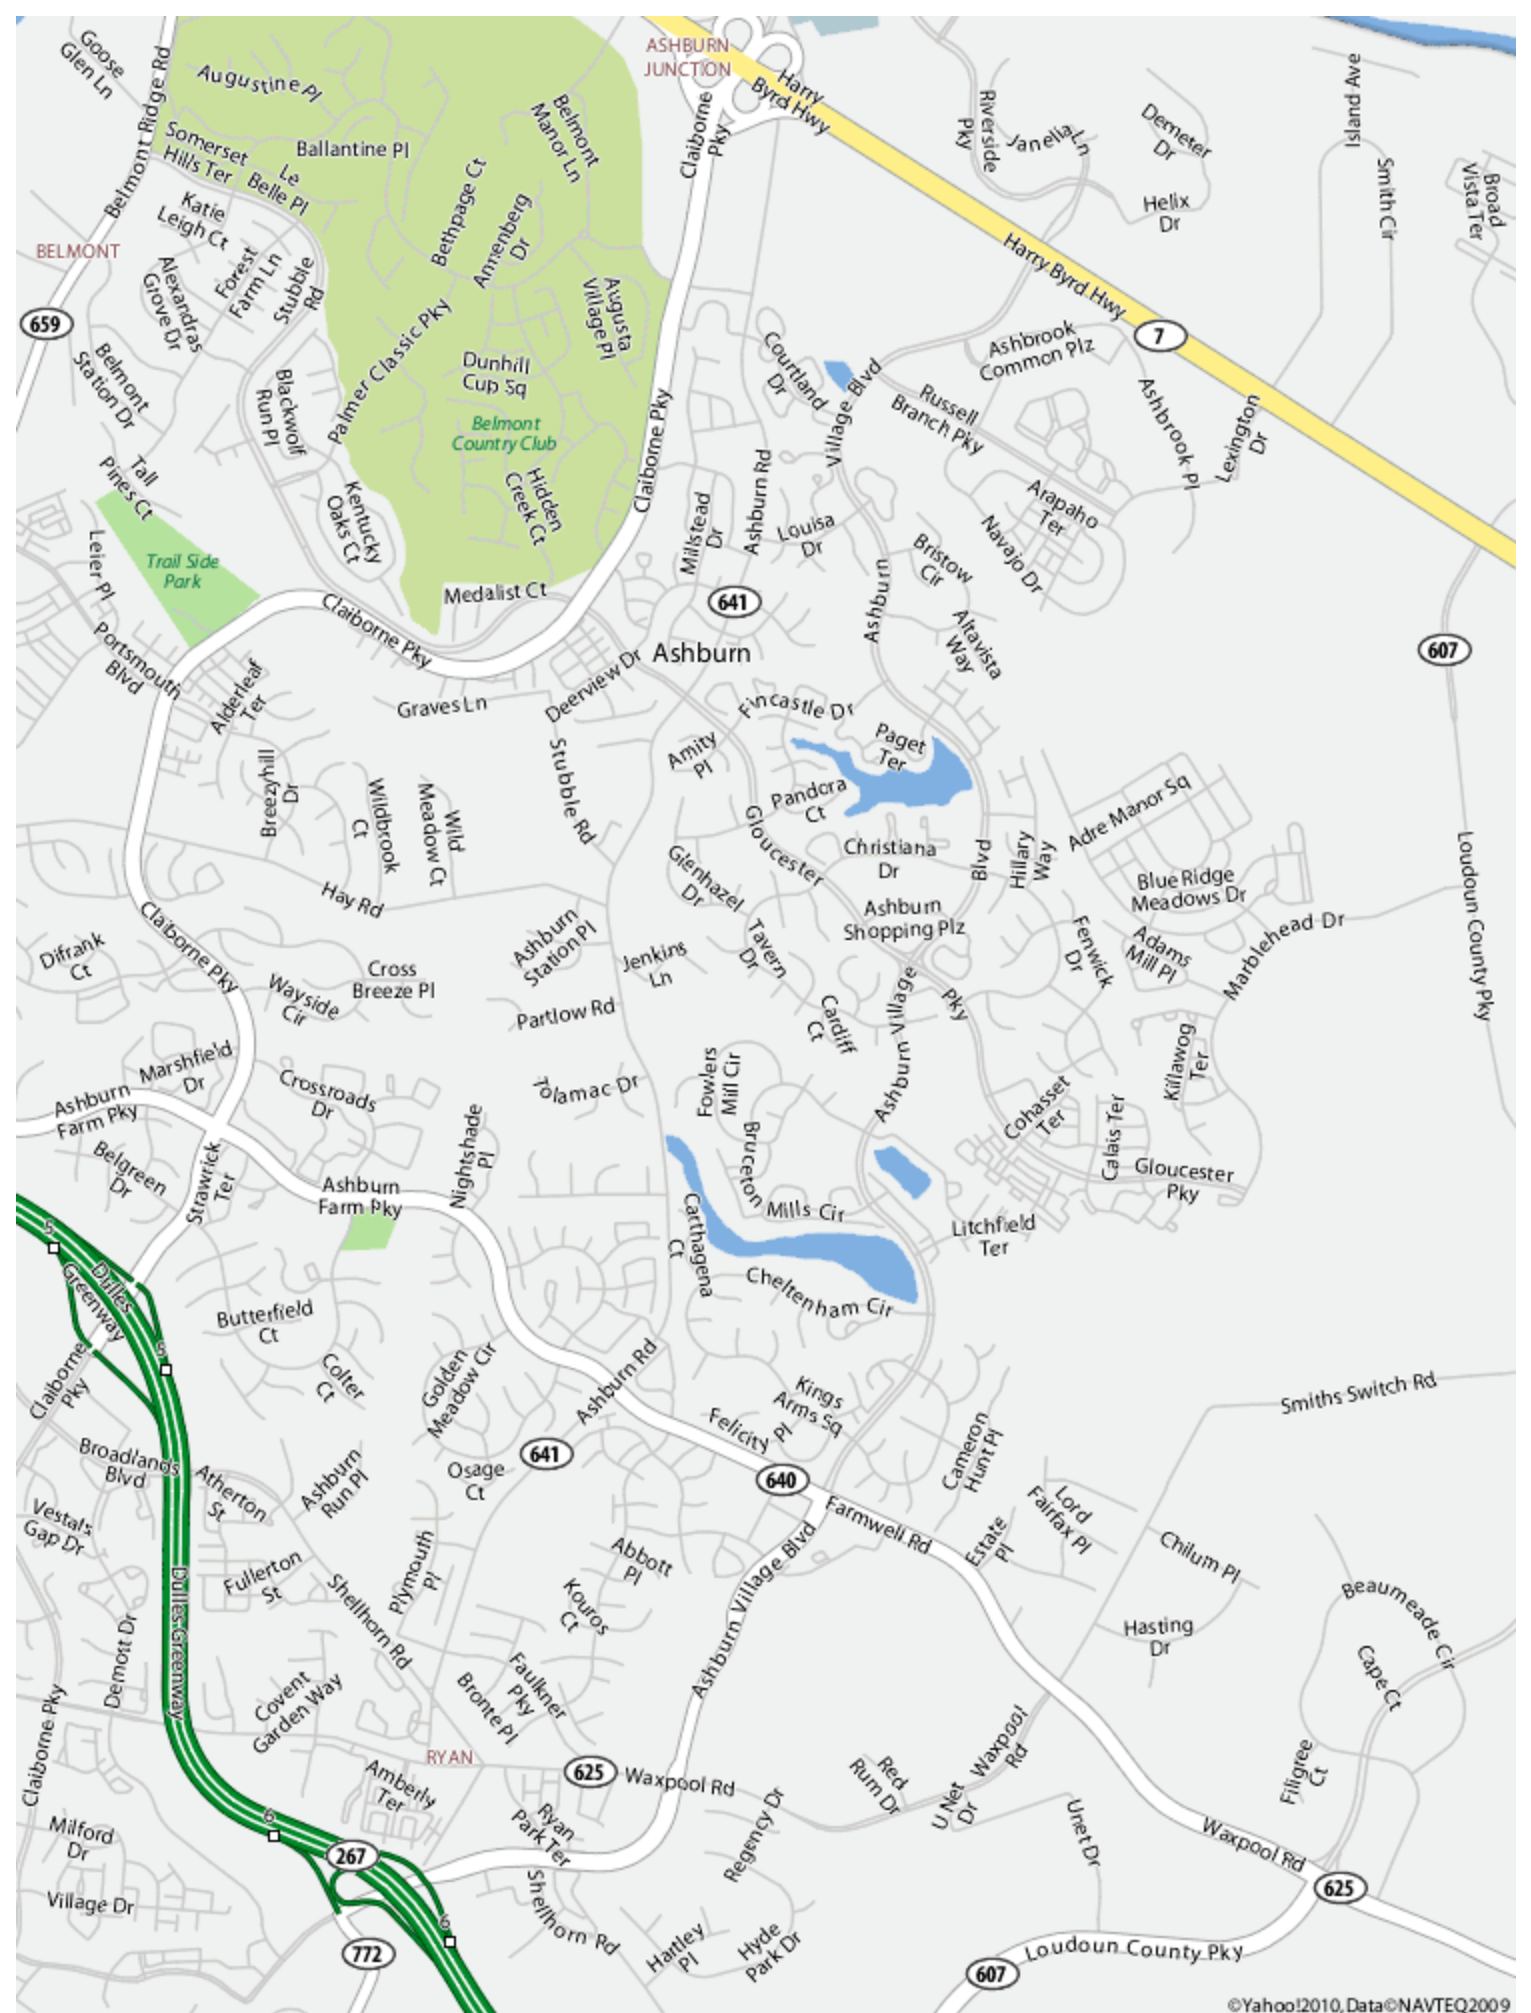 Goose
Glen Ln
Belmont Ridge Rd
Augustine Pl
Somerset
Hills Ter
Ballantine Pl
Le
Belle Pl
Belmont
Manor Ln
ASHBURN
JUNCTION
Claiborne
Pky
Harry
Byrd Hwy
Riverside
Pky
Janelia Ln
Demeter
Dr
Helix
Dr
Island Ave
Smith Cir
Broad
Vista Ter
BELMONT
Katie
Leigh Ct
Forest
Farm Ln
Stubble
Rd
Alexandras
Grove Dr
Bethpage Ct
Annenberg
Dr
Augusta
Village Pl
Palmer Classic Pky
Dunhill
Cup Sq
Belmont
Country Club
Harry Byrd Hwy
7
659
Belmont
Station Dr
Blackwolf
Run Pl
Courtland
Dr
Village Blvd
Ashbrook
Common Plz
Russell
Branch Pky
Ashbrook Pl
Lexington
Dr
Tall
Pines Ct
Kentucky
Oaks Ct
Hidden
Creek Ct
Claiborne Pky
Millstead
Dr
Ashburn Rd
Louisa
Dr
Arapaho
Ter
Navajo Dr
Bristow
Cir
Leier Pl
Trail Side
Park
Medalist Ct
641
Ashburn
Altavista
Way
607
Portsmouth
Blvd
Claiborne Pky
Ashburn
Deerview Dr
Alderleaf
Ter
Graves Ln
Fincastle Dr
Paget
Ter
Amity
Pl
Pandora
Ct
Breezyhill
Dr
Wildbrook
Ct
Wild
Meadow Ct
Stubble Rd
Gloucester
Christiana
Dr
Blvd
Hillary
Way
Adre Manor Sq
Blue Ridge
Meadows Dr
Loudoun County Pky
Hay Rd
Glenhazel
Dr
Ashburn
Shopping Plz
Claiborne Pky
Difrank
Ct
Ashburn
Station Pl
Jenkins
Ln
Tavern
Dr
Fenwick
Dr
Adams
Mill Pl
Marblehead Dr
Wayside
Cir
Cross
Breeze Pl
Partlow Rd
Cardiff
Ct
Ashburn Village
Pky
Marshfield
Dr
Ashburn
Farm Pky
Crossroads
Dr
Tolamac Dr
Fowlers
Mill Cir
Cohasset
Ter
Killawog
Ter
Calais Ter
Belgreen
Dr
Strawrick
Ter
Ashburn
Farm Pky
Nightshade
Pl
Bruceton
Mills Cir
Gloucester
Pky
Litchfield
Ter
Carthagena
Ct
Cheltenham Cir
5
Dulles
Greenway
5
Butterfield
Ct
Claiborne
Pky
Colter
Ct
Golden
Meadow Cir
Ashburn Rd
Kings
Arms Sq
Felicity
Pl
Smiths Switch Rd
641
640
Cameron
Hunt Pl
Broadlands
Blvd
Atherton
St
Ashburn
Run Pl
Osage
Ct
Vestals
Gap Dr
Farmwell Rd
Lord
Fairfax Pl
Estate
Pl
Chilum Pl
Fullerton
St
Shellhorn Rd
Plymouth
Pl
Abbott
Pl
Kouros
Ct
Ashburn Village Blvd
Beaumeade Cir
Hasting
Dr
Cape Ct
Demott Dr
Dulles Greenway
Covent
Garden Way
Faulkner
Pky
Bronte Pl
Claiborne Pky
RYAN
625
Waxpool Rd
Waxpool
Rd
Red
Rum Dr
U Net
Dr
Filigree
Ct
Amberly
Ter
Ryan
Park Ter
Regency Dr
Unet Dr
Waxpool Rd
6
Milford
Dr
267
625
Village Dr
6
Shellhorn Rd
Hartley
Pl
Hyde
Park Dr
772
Loudoun County Pky
607
©Yahoo!2010, Data©NAVTEQ2009